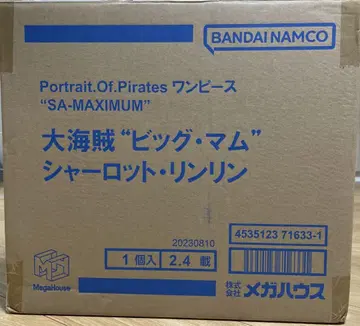 BANDAI NAMCO
Portrait.Of.Pirates ワンピース
“SA-MAXIMUM”
大海賊“ビッグ・マム”
シャーロット・リンリン
4535123 71633-1
20230810
1個入 2.4 載
MegaHouse
株式会社 メガハウス